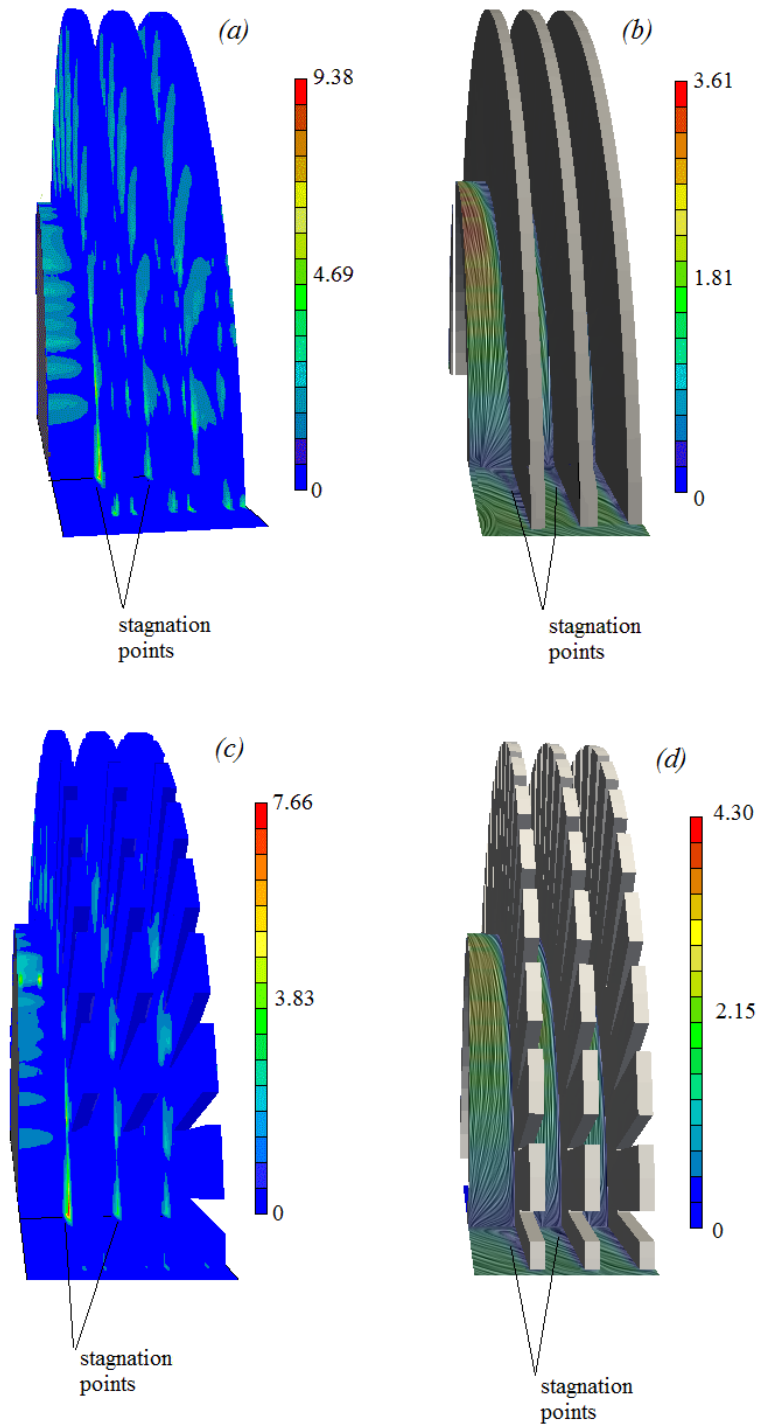 (a)
9.38
4.69
0
stagnation
points
(b)
3.61
1.81
0
stagnation
points
(c)
7.66
3.83
0
stagnation
points
(d)
4.30
2.15
0
stagnation
points